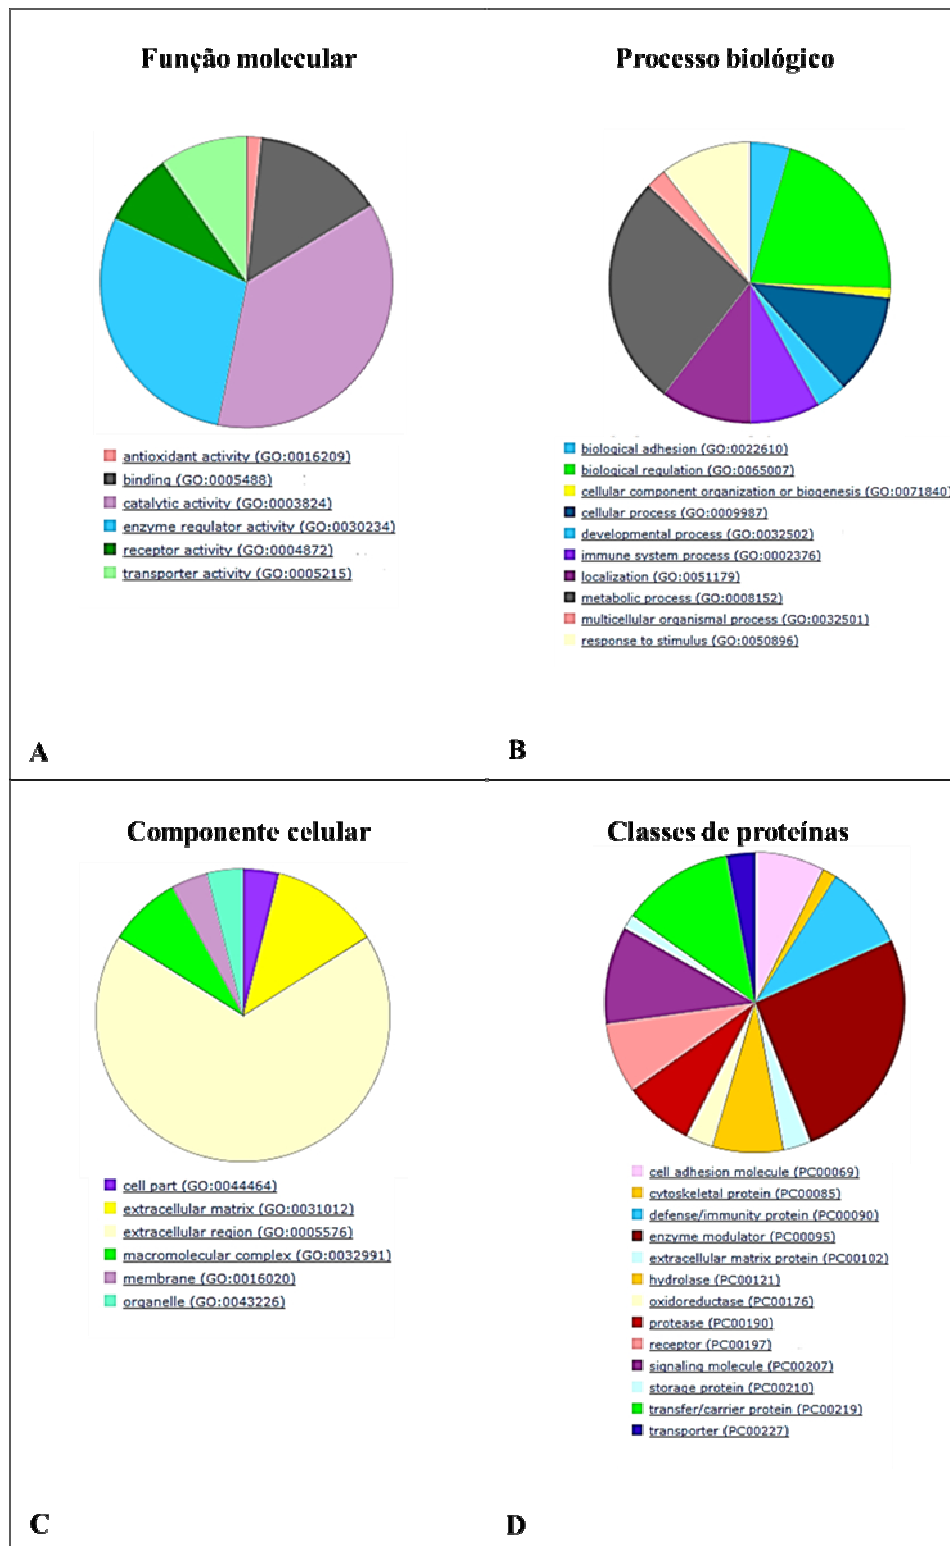 Função molecular
antioxidant activity (GO:0016209)
binding (GO:0005488)
catalytic activity (GO:0003824)
enzyme regulator activity (GO:0030234)
receptor activity (GO:0004872)
transporter activity (GO:0005215)
A
Processo biológico
biological adhesion (GO:0022610)
biological regulation (GO:0065007)
cellular component organization or biogenesis (GO:0071840)
cellular process (GO:0009987)
developmental process (GO:0032502)
immune system process (GO:0002376)
localization (GO:0051179)
metabolic process (GO:0008152)
multicellular organismal process (GO:0032501)
response to stimulus (GO:0050896)
B
Componente celular
cell part (GO:0044464)
extracellular matrix (GO:0031012)
extracellular region (GO:0005576)
macromolecular complex (GO:0032991)
membrane (GO:0016020)
organelle (GO:0043226)
C
Classes de proteínas
cell adhesion molecule (PC00069)
cytoskeletal protein (PC00085)
defense/immunity protein (PC00090)
enzyme modulator (PC00095)
extracellular matrix protein (PC00102)
hydrolase (PC00121)
oxidoreductase (PC00176)
protease (PC00190)
receptor (PC00197)
signaling molecule (PC00207)
storage protein (PC00210)
transfer/carrier protein (PC00219)
transporter (PC00227)
D